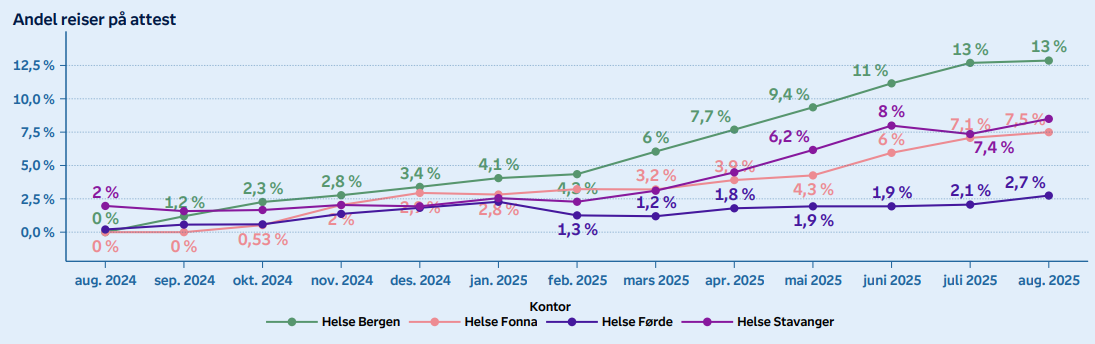 Andel reiser på attest
13 %
13 %
12,5 %
11 %
10,0 %
9,4 %
8 %
7,7 %
7,1 %
7,5 %
7,5 %
6 %
6,2 %
6 %
7,4 %
5,0 %
4,1 %
3,9 %
3,4 %
3,2 %
2,8 %
4,3 %
4,3 %
2 %
2,3 %
1,9 %
2,1 %
2,7 %
2,5 %
1,2 %
1,2 %
1,8 %
0 %
2 %
2,8 %
1,3 %
1,9 %
0,0 %
0 %
0 %
0,53 %
aug. 2024
sep. 2024
okt. 2024
nov. 2024
des. 2024
jan. 2025
feb. 2025
mars 2025
apr. 2025
mai 2025
juni 2025
juli 2025
aug. 2025
Kontor
Helse Bergen
Helse Fonna
Helse Førde
Helse Stavanger